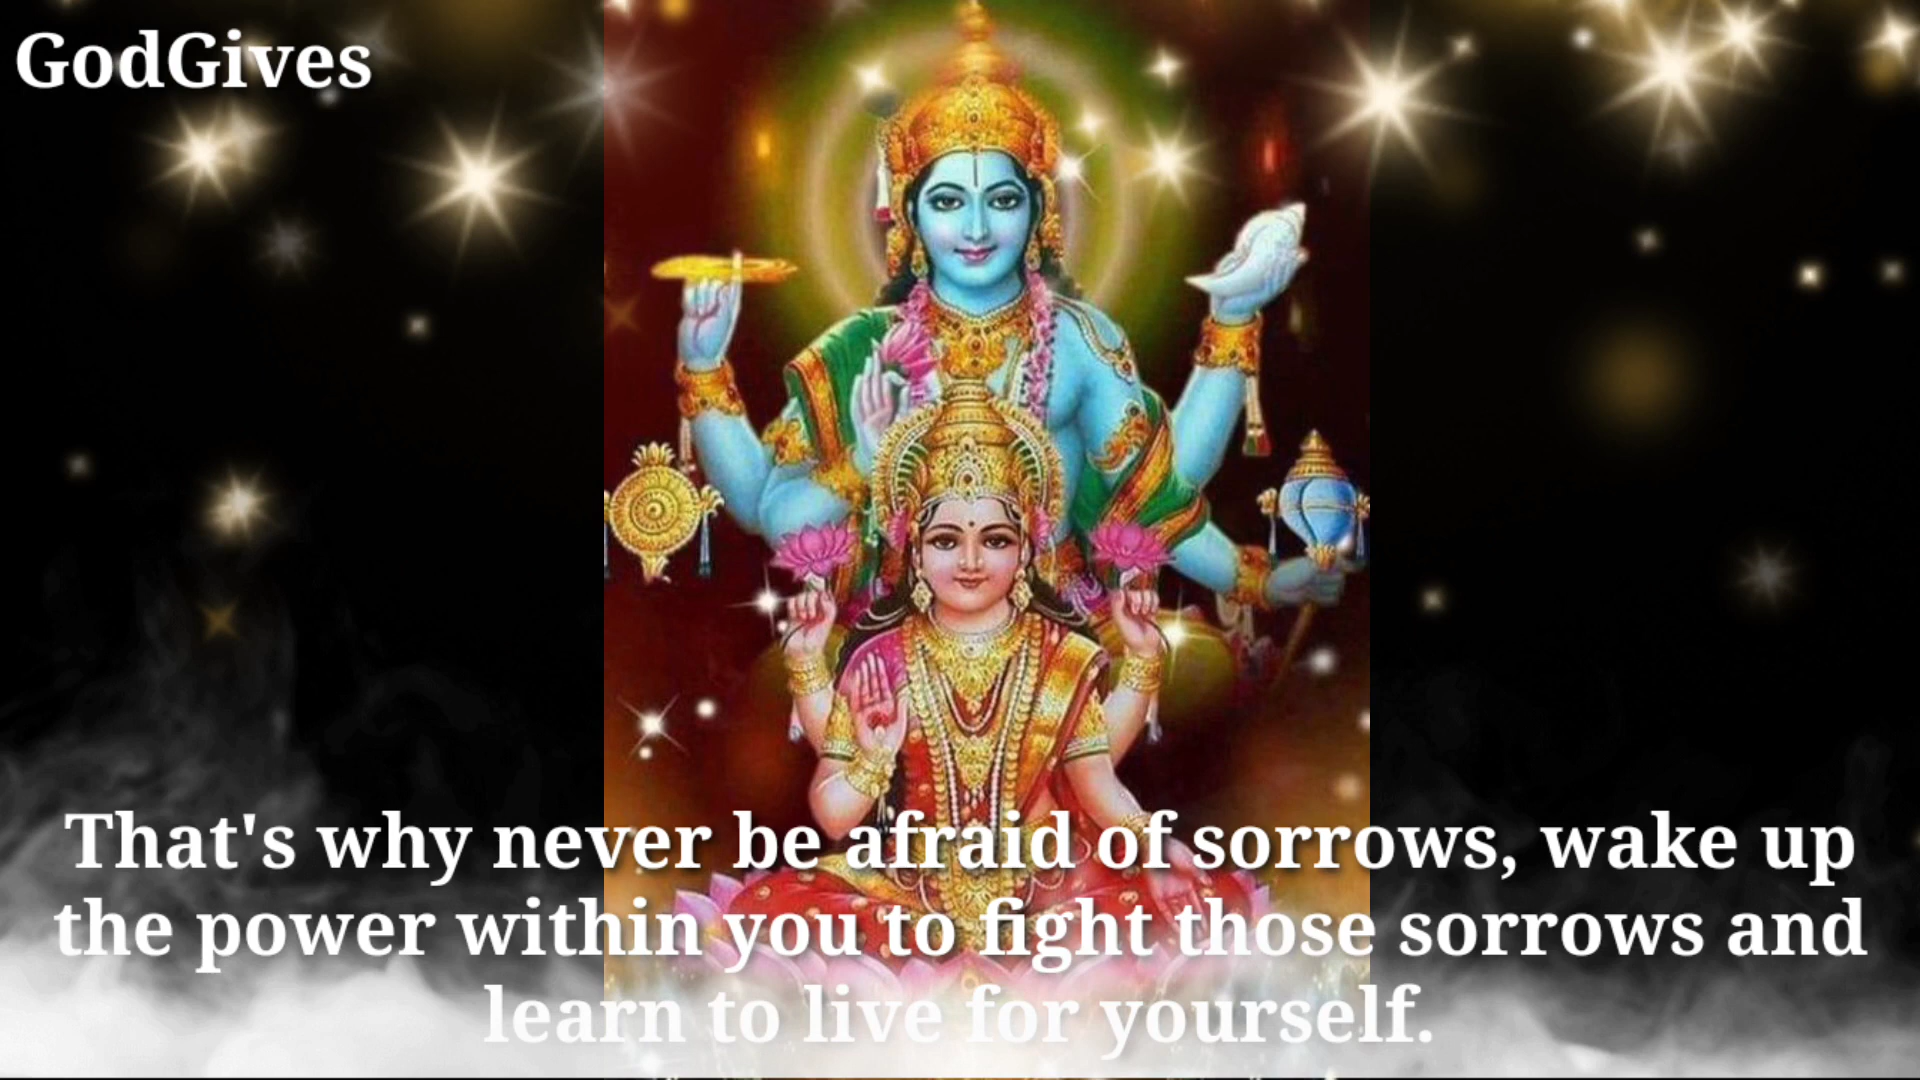 GodGives
That's why never be afraid of sorrows, wake up
the power within you to fight those sorrows and
learn to live for yourself.